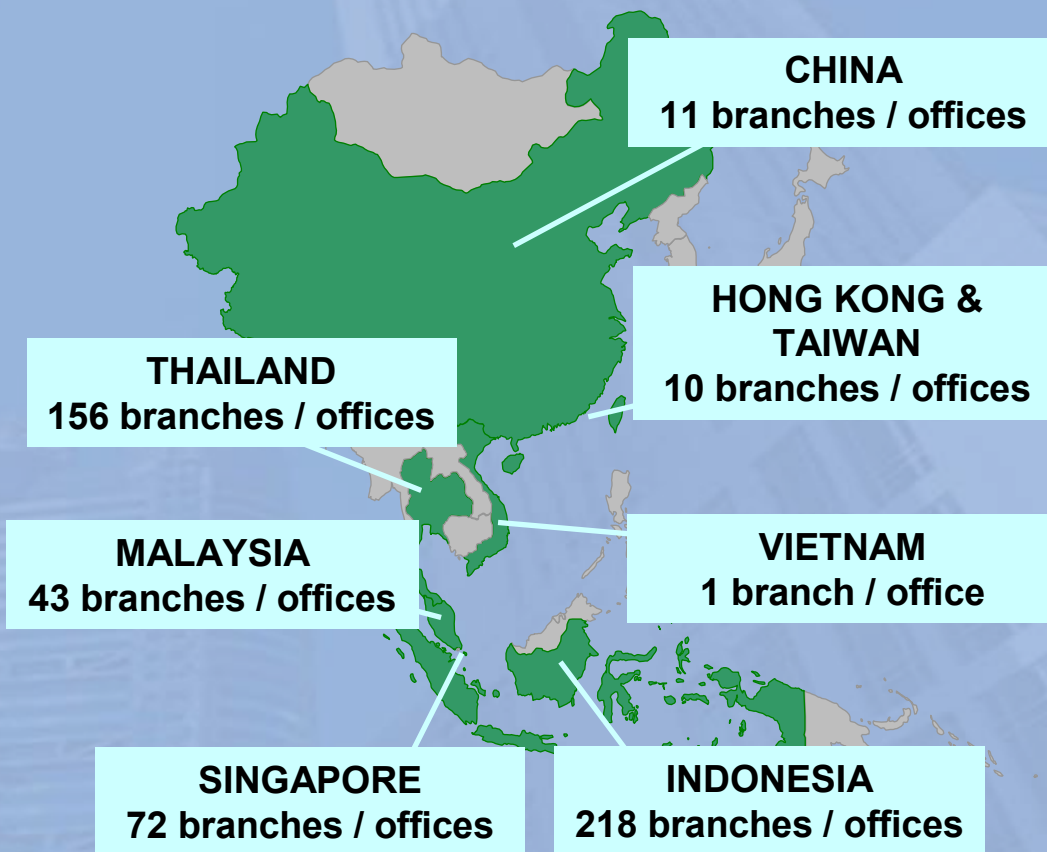 CHINA
11 branches / offices
HONG KONG &
TAIWAN
10 branches / offices
THAILAND
156 branches / offices
MALAYSIA
43 branches / offices
VIETNAM
1 branch / office
SINGAPORE
72 branches / offices
INDONESIA
218 branches / offices